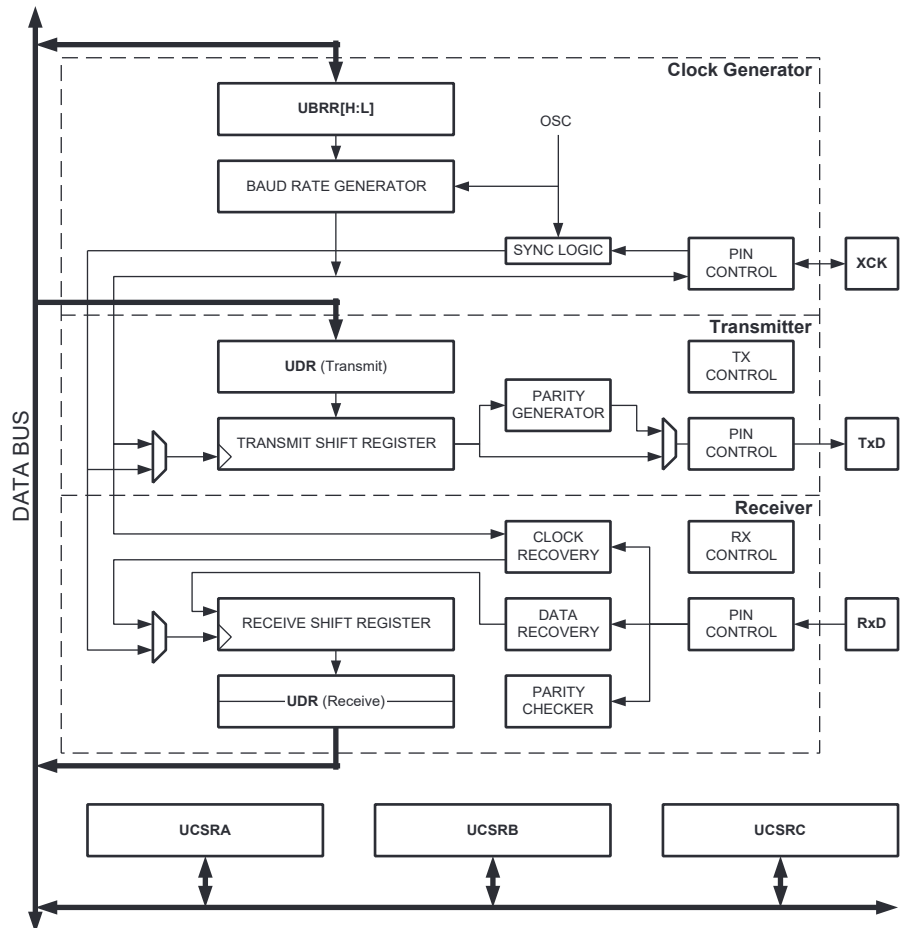 Clock Generator
UBRR[H:L]
OSC
BAUD RATE GENERATOR
SYNC LOGIC
PIN
CONTROL
XCK
Transmitter
UDR (Transmit)
TX
CONTROL
PARITY
GENERATOR
TRANSMIT SHIFT REGISTER
PIN
CONTROL
TxD
DATA BUS
Receiver
CLOCK
RECOVERY
RX
CONTROL
RECEIVE SHIFT REGISTER
DATA
RECOVERY
PIN
CONTROL
RxD
UDR (Receive)
PARITY
CHECKER
UCSRA
UCSRB
UCSRC